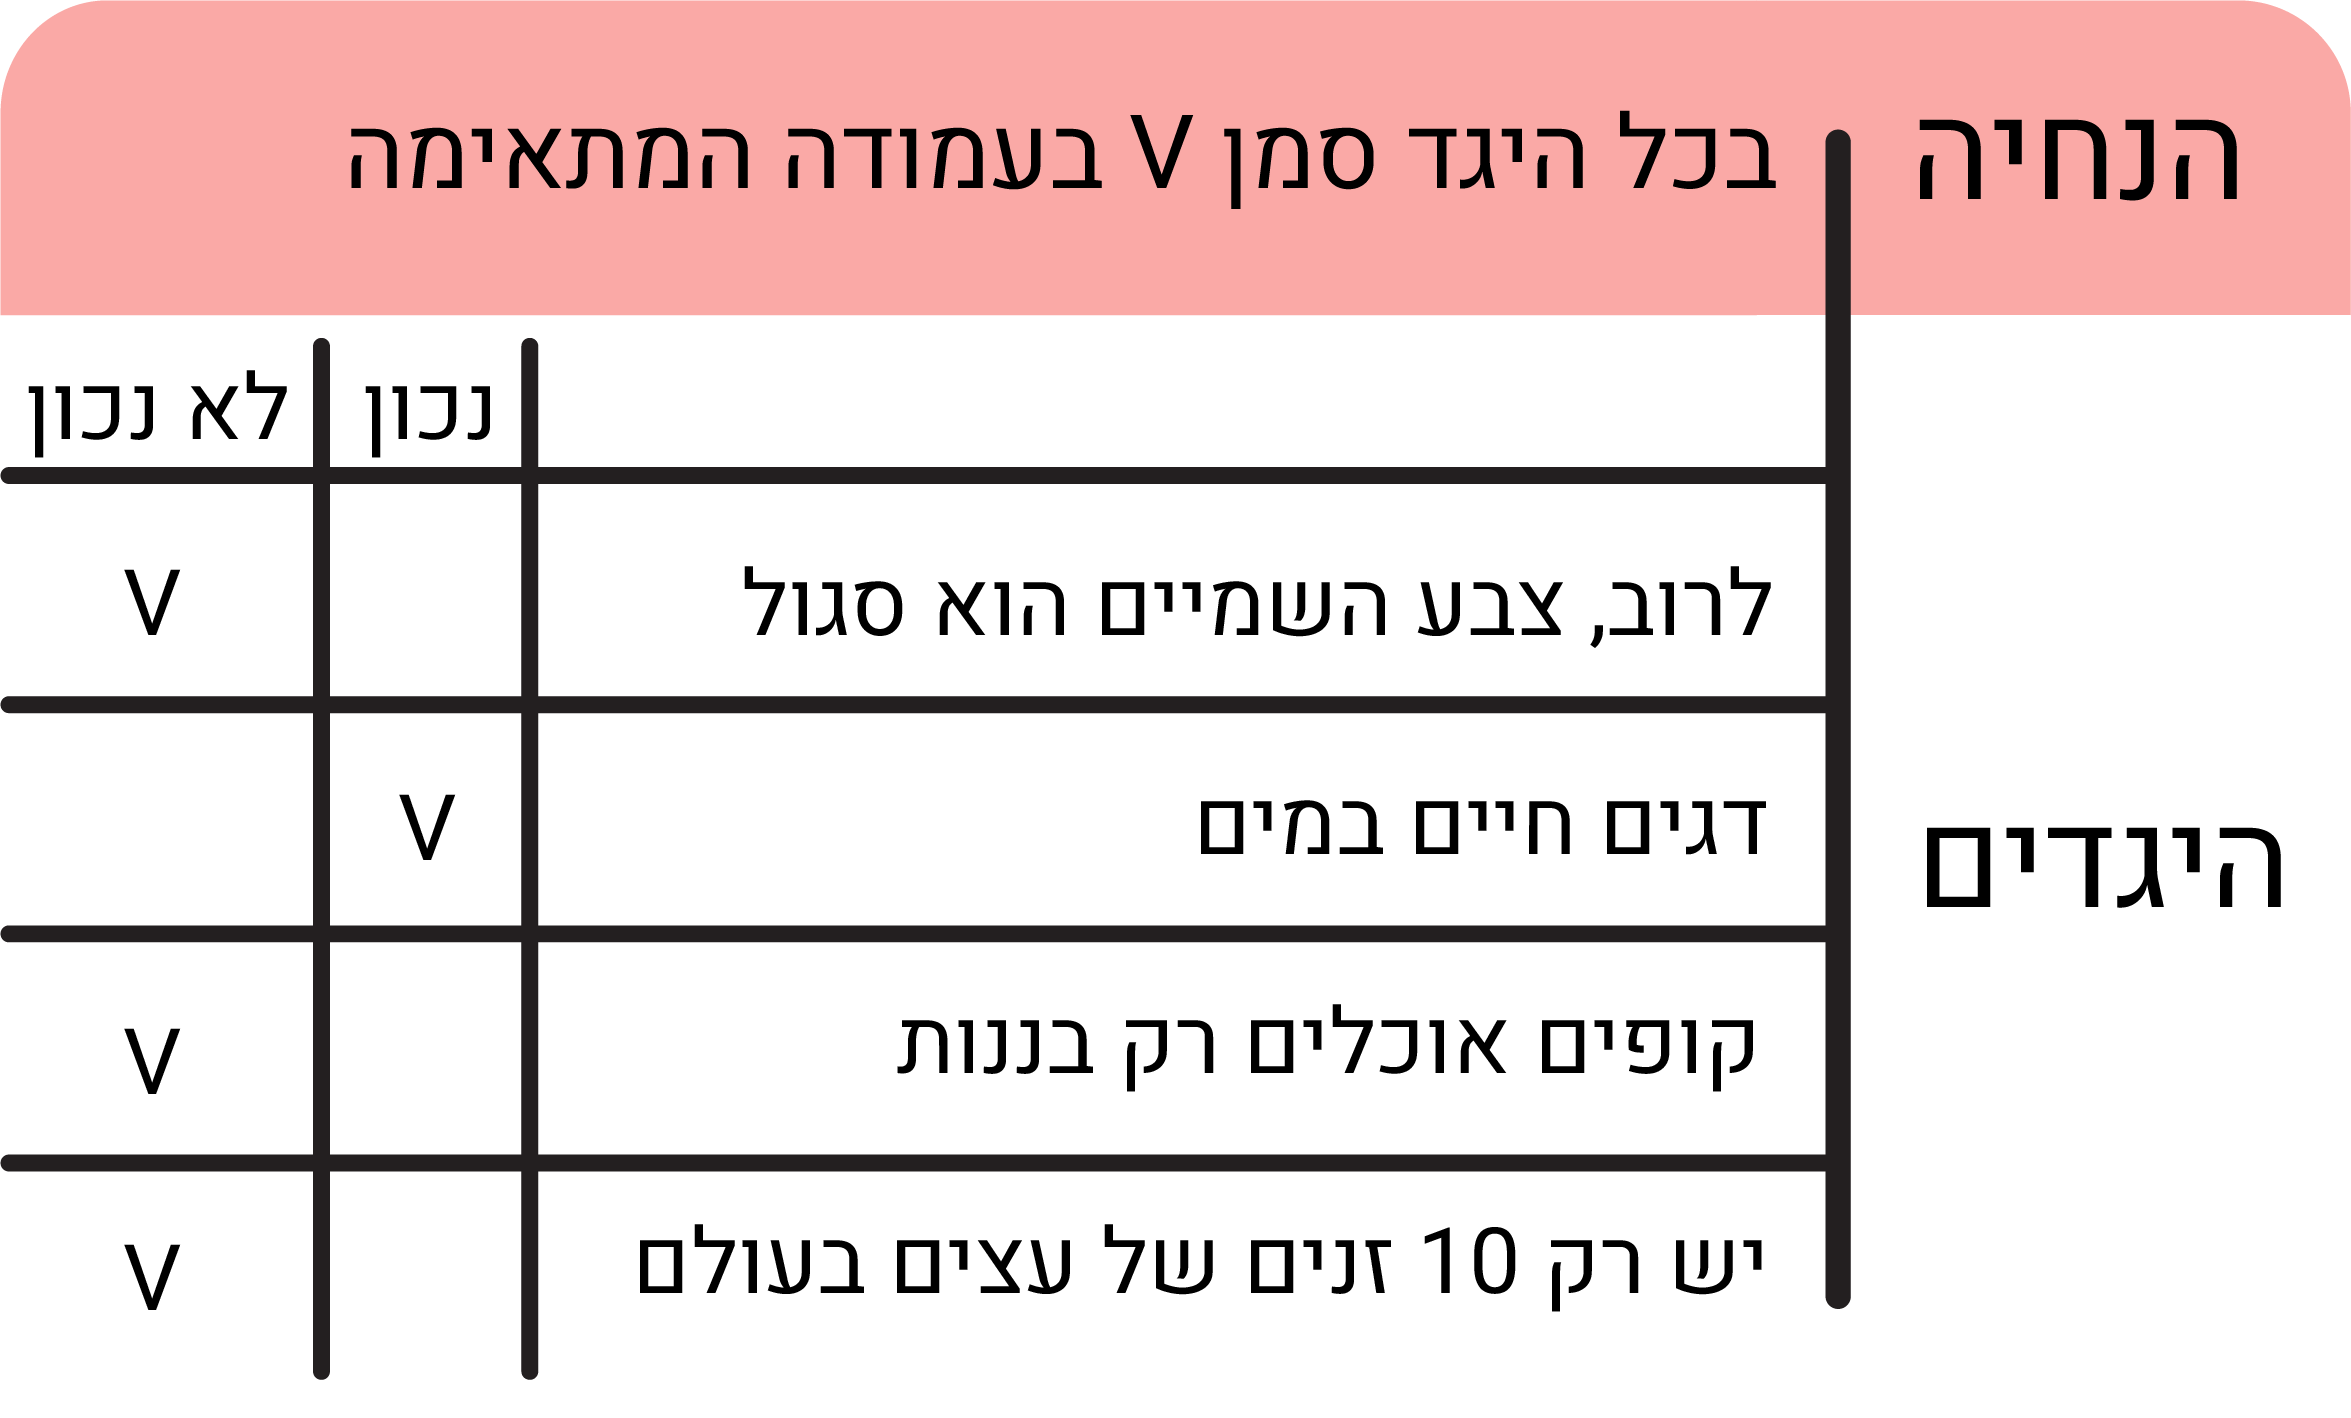 הנחיה
בכל היגד סמן V בעמודה המתאימה
נכון
לא נכון
היגדים
לרוב, צבע השמיים הוא סגול
V
דגים חיים במים
V
קופים אוכלים רק בננות
V
יש רק 10 זנים של עצים בעולם
V